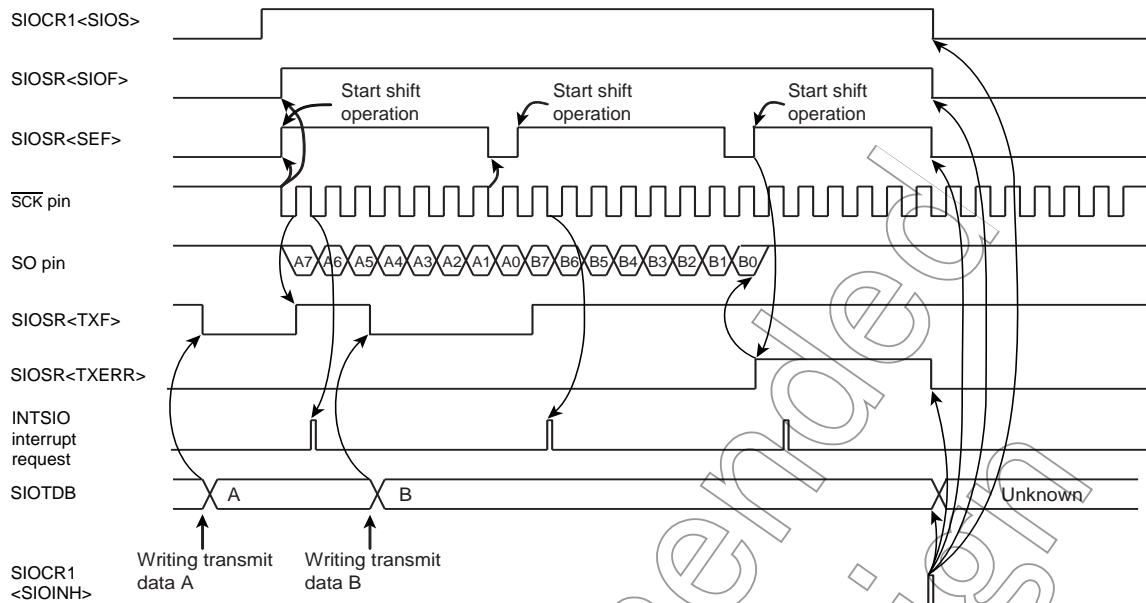 SIOCR1<SIOS>
SIOSR<SIOF>
Start shift
operation
Start shift
operation
Start shift
operation
SIOSR<SEF>
SCK pin
SO pin
A7 A6 A5 A4 A3 A2 A1 A0 B7 B6 B5 B4 B3 B2 B1 B0
SIOSR<TXF>
SIOSR<TXERR>
INTSIO
interrupt
request
SIOTDB
A
B
Unknown
Writing transmit
data A
Writing transmit
data B
SIOCR1
<SIOINH>